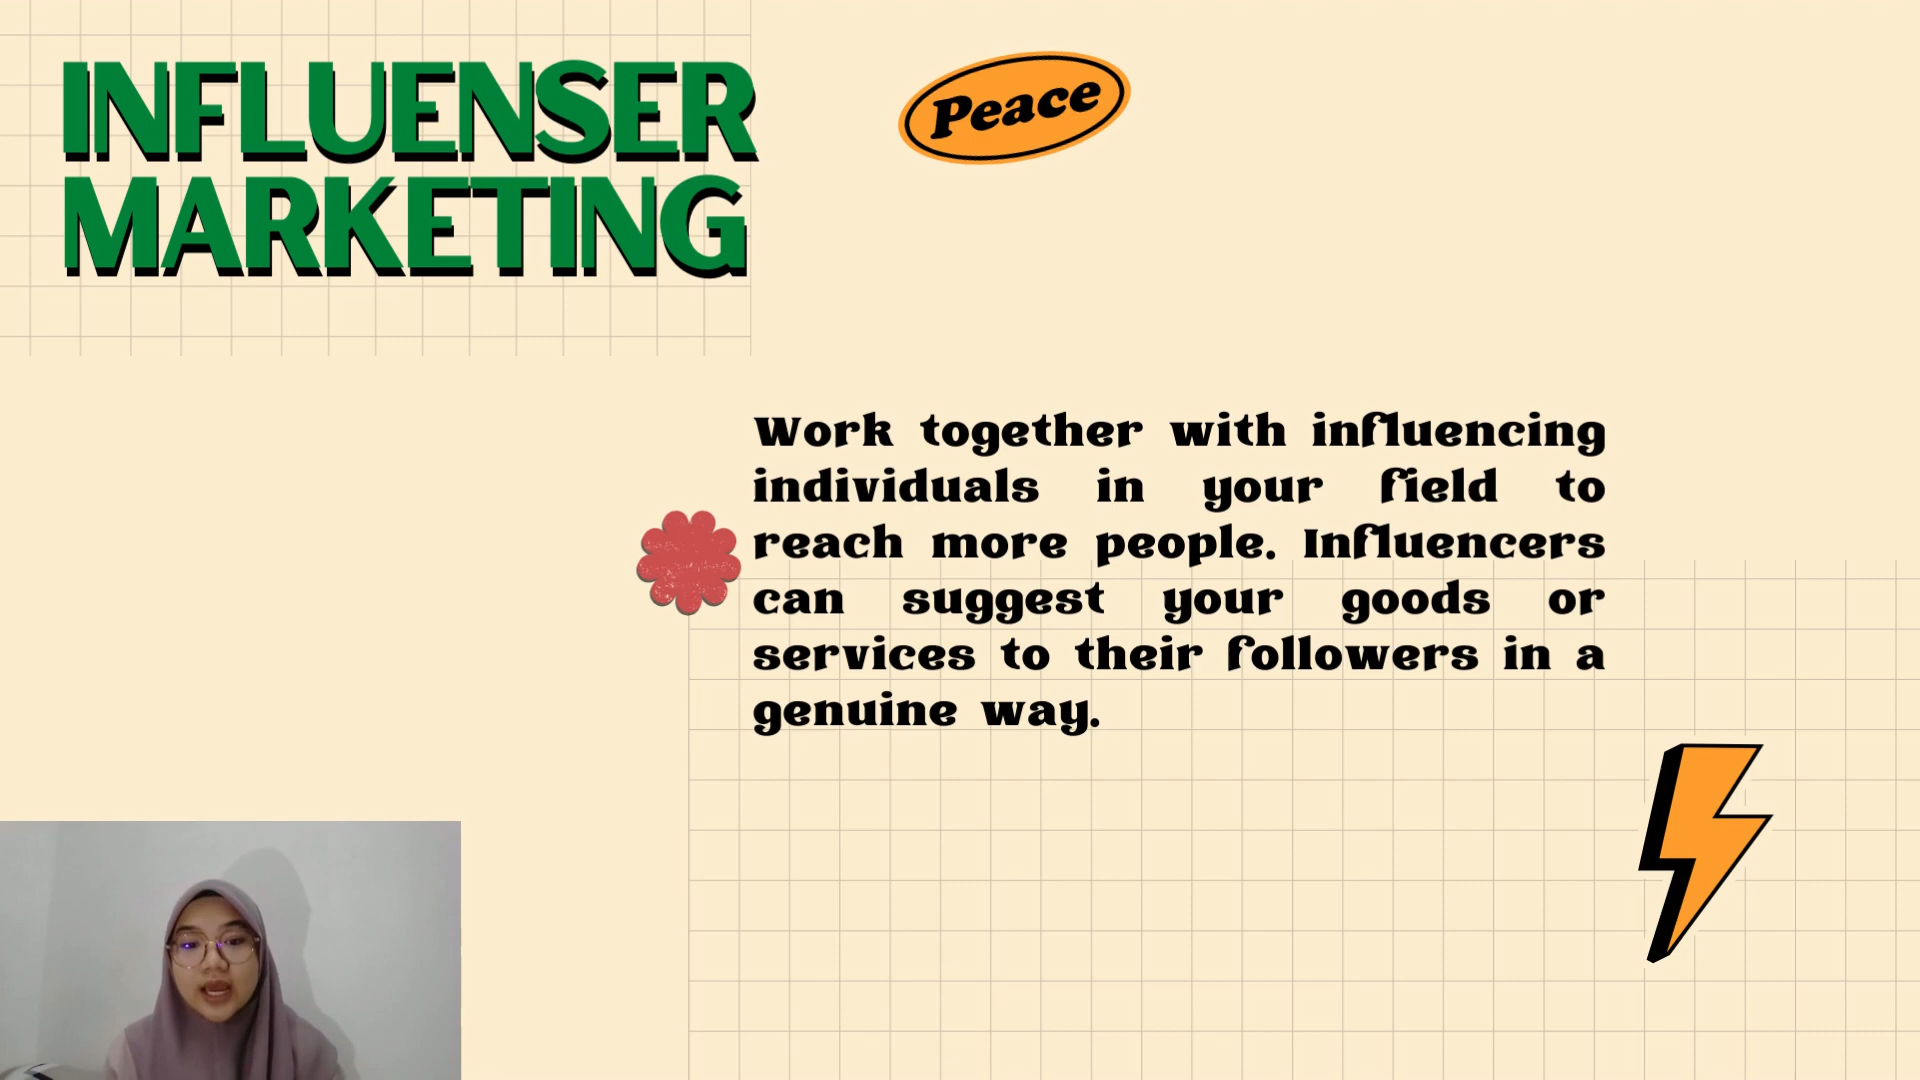 INFLUENSER
MARKETING
Peace
Work together with influencing
individuals in your field to
reach more people. Influencers
can suggest your goods or
services to their followers in a
genuine way.